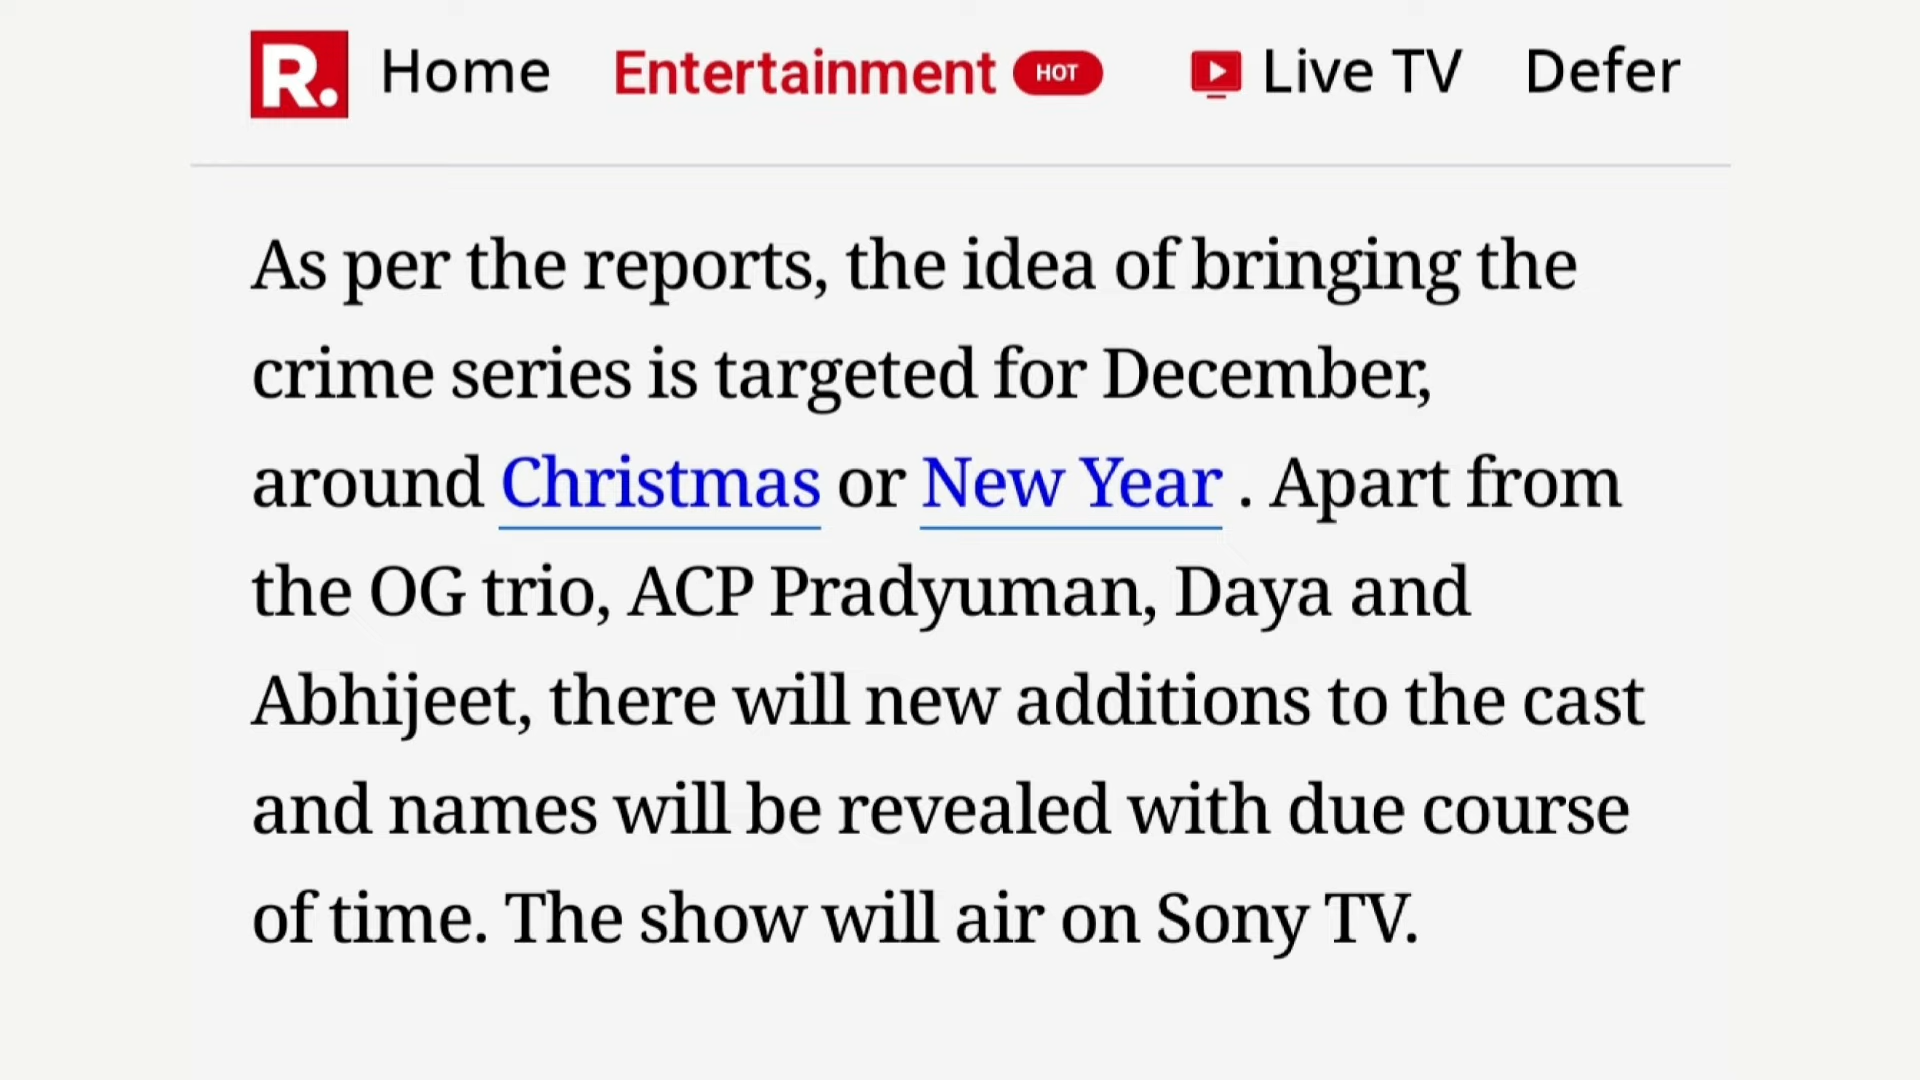 R. Home Entertainment HOT Live TV Defer
As per the reports, the idea of bringing the
crime series is targeted for December,
around Christmas or New Year . Apart from
the OG trio, ACP Pradyuman, Daya and
Abhijeet, there will new additions to the cast
and names will be revealed with due course
of time. The show will air on Sony TV.